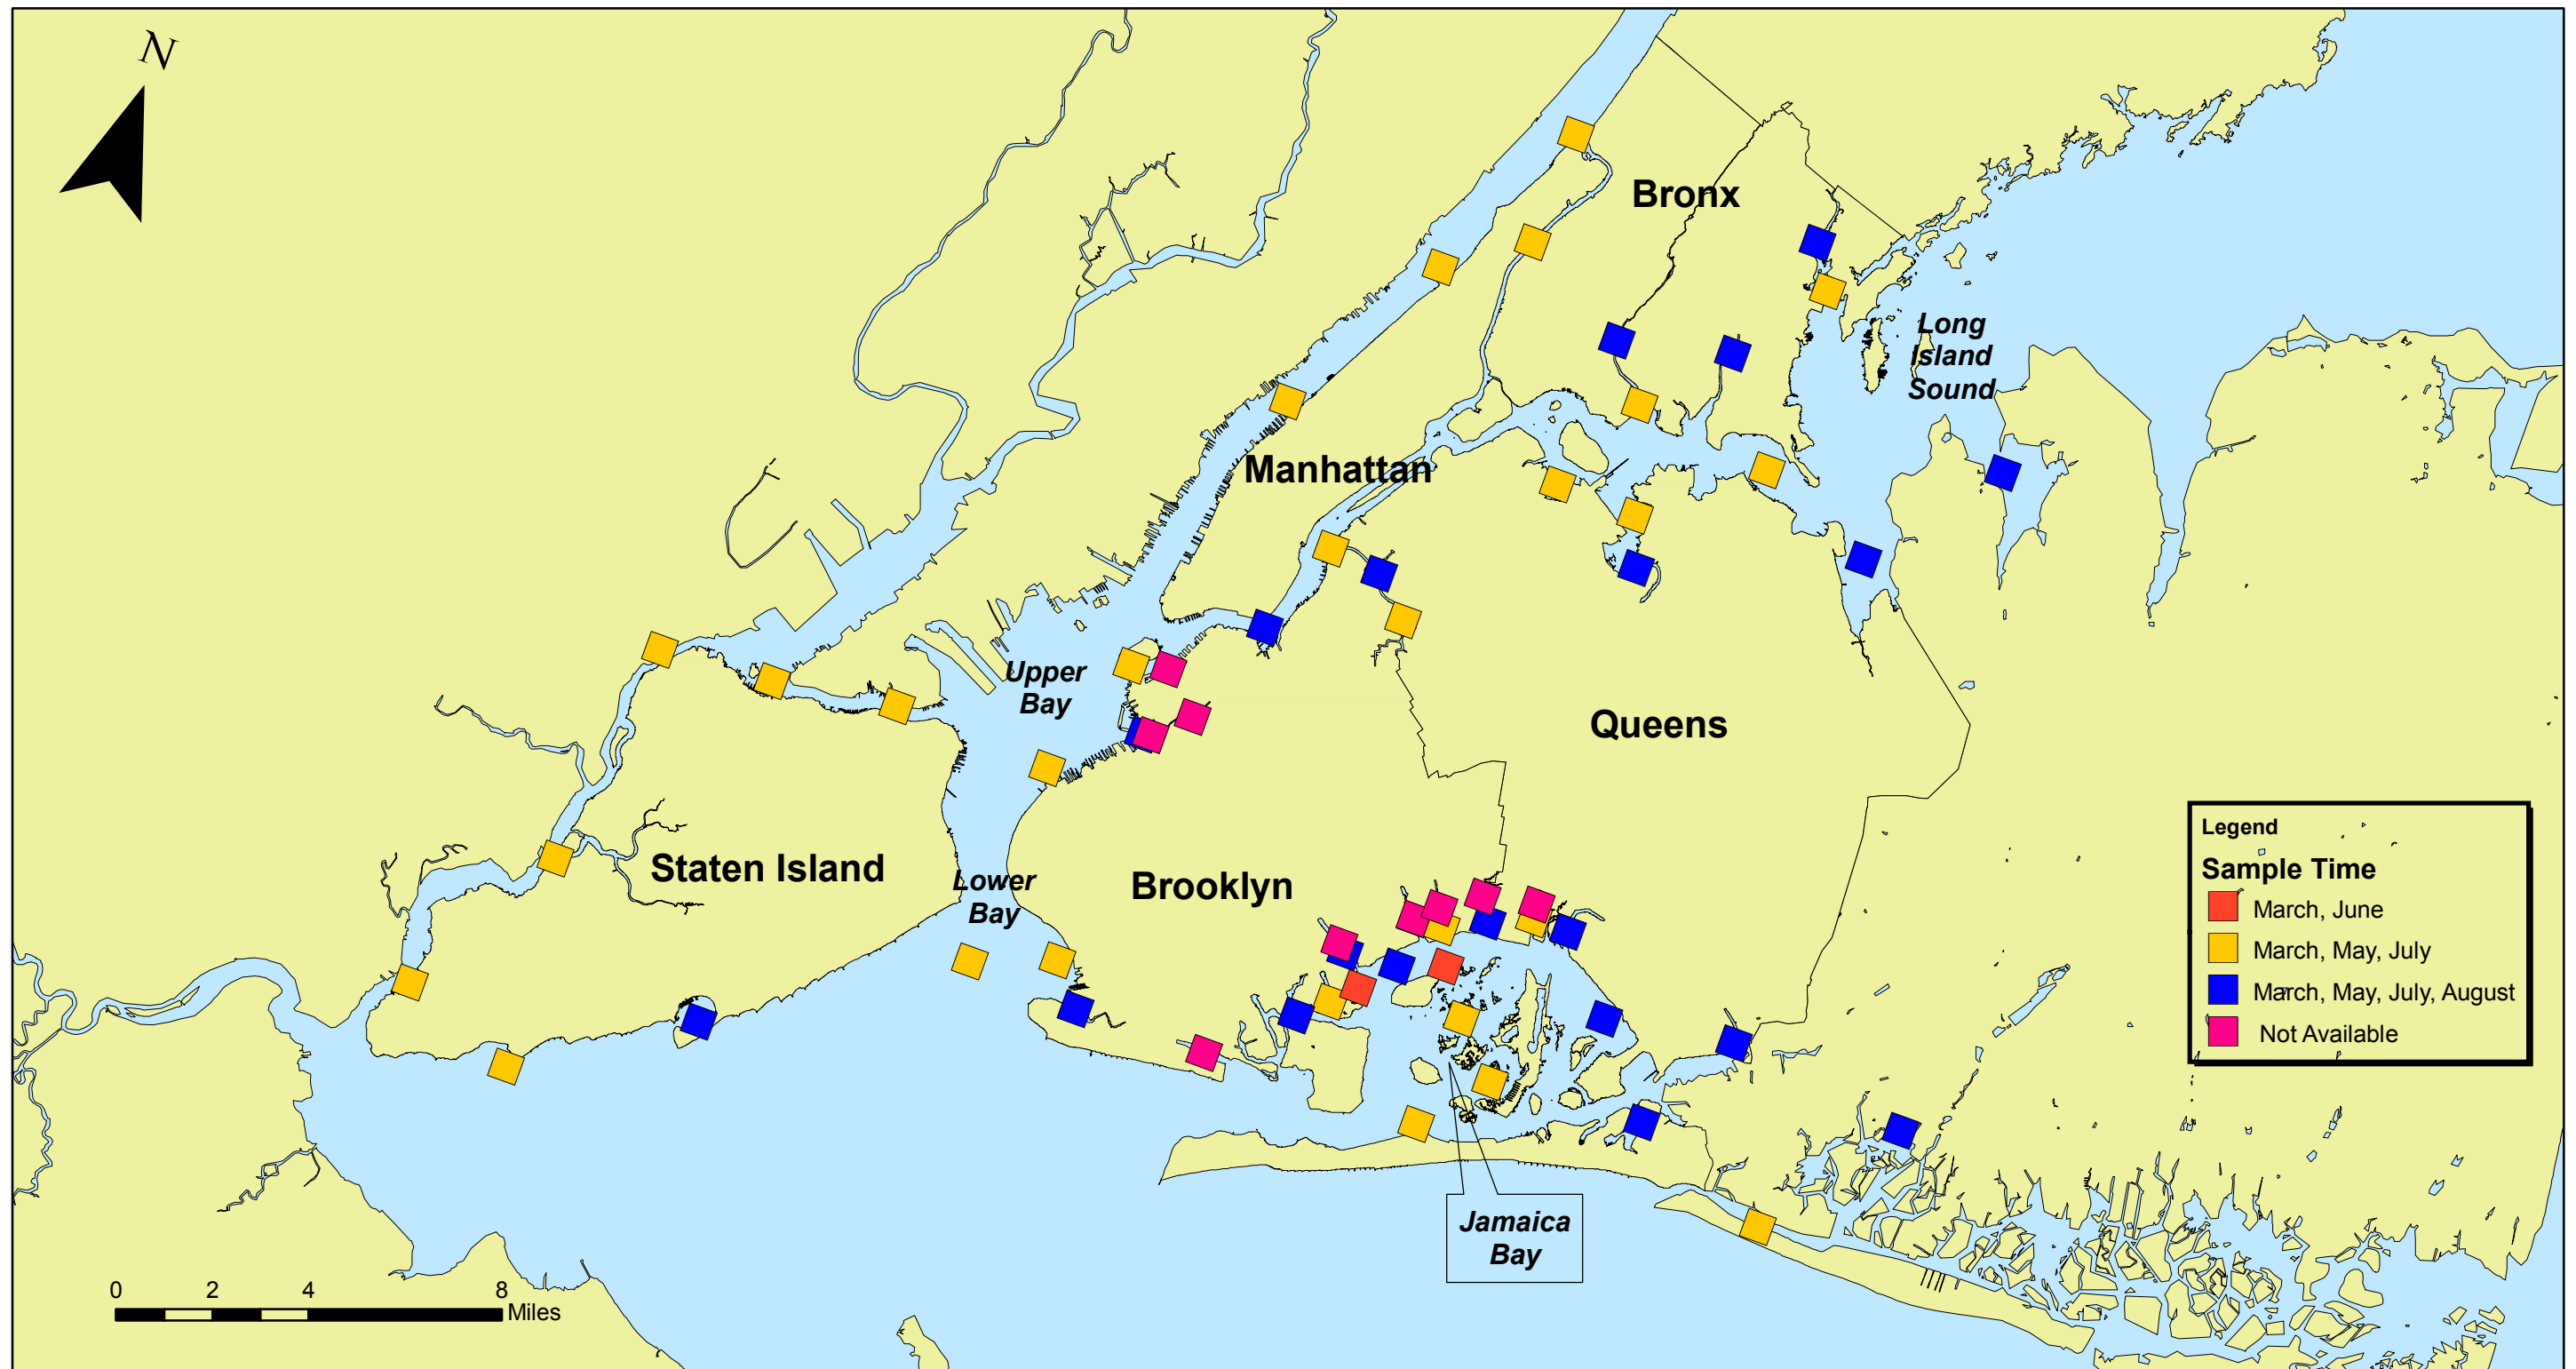 N
Bronx
Long
Island
Sound
Manhattan
Upper
Bay
Queens
Staten Island
Lower
Bay
Brooklyn
Legend
Sample Time
March, June
March, May, July
March, May, July, August
Not Available
Jamaica
Bay
0 2 4 8
Miles